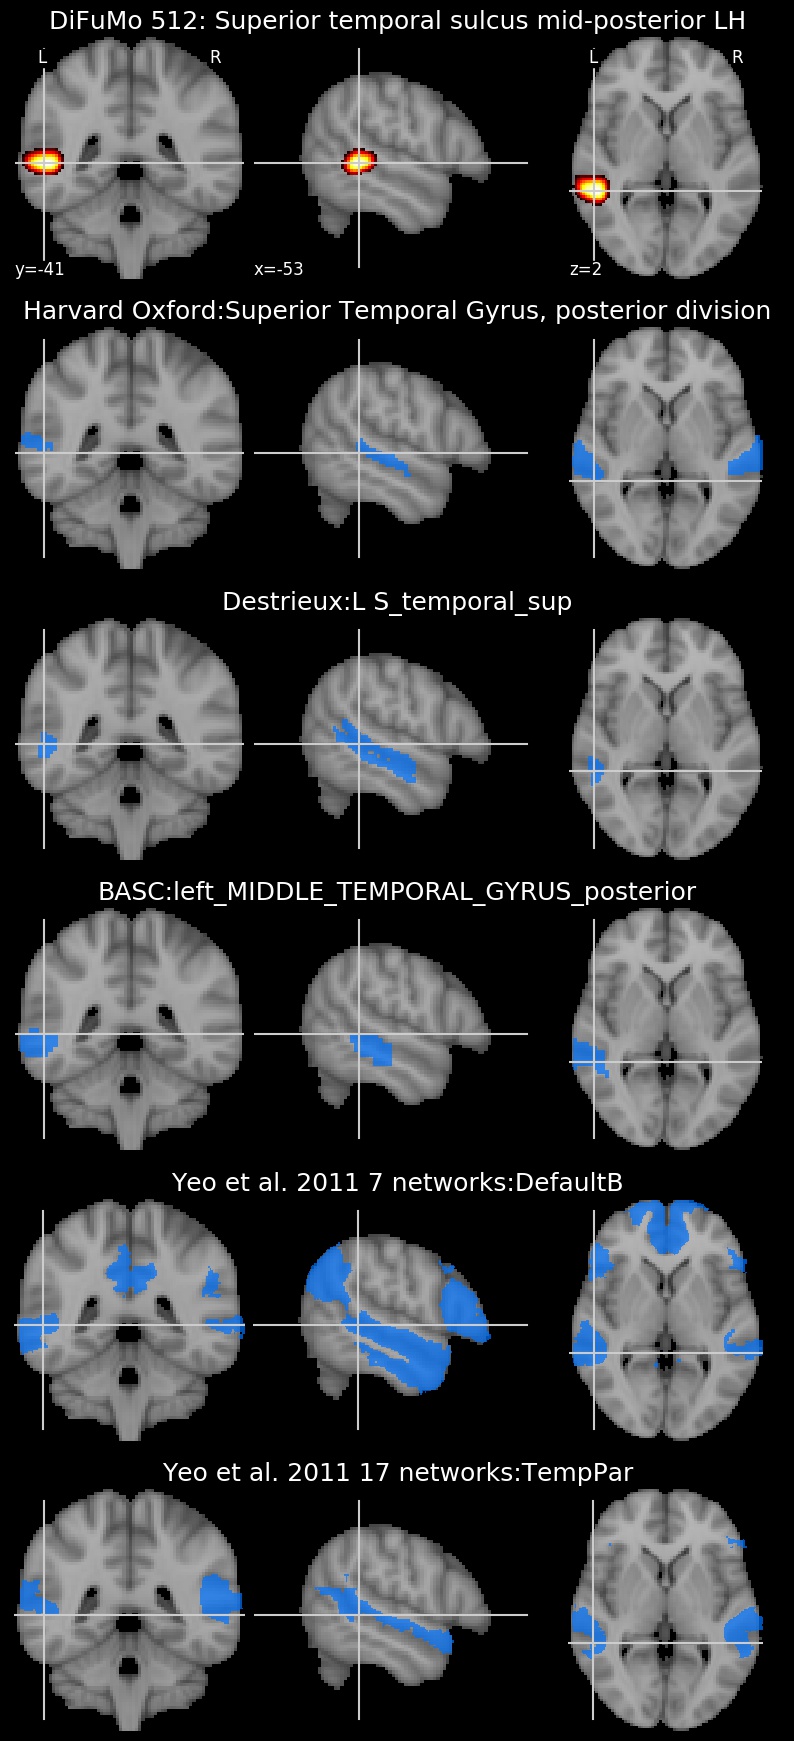 DiFuMo 512: Superior temporal sulcus mid-posterior LH
L R L R
y=-41 x=-53 z=2
Harvard Oxford:Superior Temporal Gyrus, posterior division
Destrieux:L S_temporal_sup
BASC:left_MIDDLE_TEMPORAL_GYRUS_posterior
Yeo et al. 2011 7 networks:DefaultB
Yeo et al. 2011 17 networks:TempPar